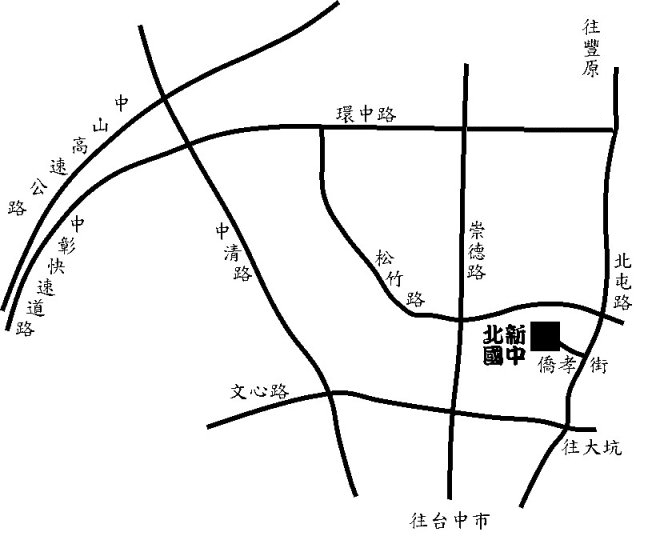 往豐原
環中路
中山高速公路
中彰快速道路
中清路
松竹路
崇德路
北屯路
北新
國中
僑孝街
文心路
往大坑
往台中市